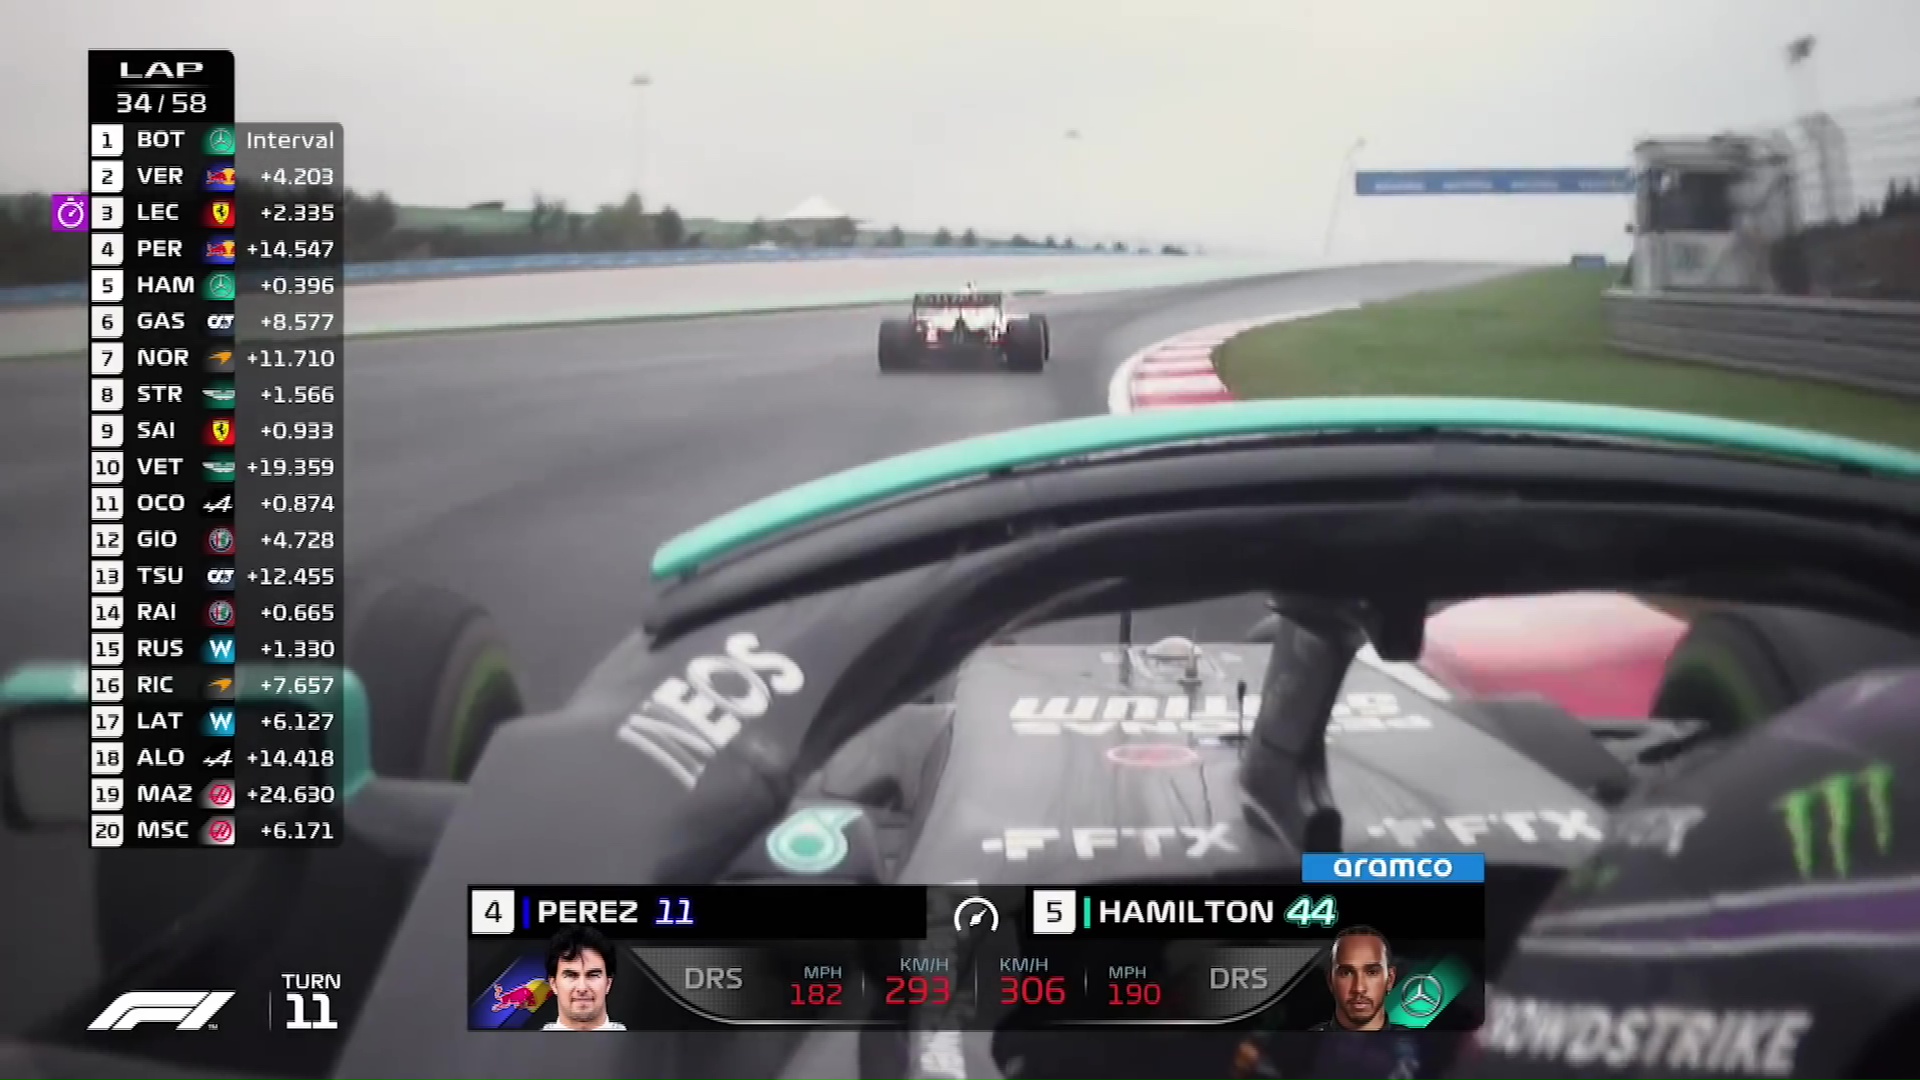 LAP
34/58
1 BOT Interval
2 VER +4.203
3 LEC +2.335
4 PER +14.547
5 HAM +0.396
6 GAS +8.577
7 NOR +11.710
8 STR +1.566
9 SAI +0.933
10 VET +19.359
11 OCO +0.874
12 GIO +4.728
13 TSU +12.455
14 RAI +0.665
15 RUS W +1.330
16 RIC +7.657
17 LAT W +6.127
18 ALO +14.418
19 MAZ +24.630
20 MSC +6.171
INEOS
FTX
FTX
aramco
4 PEREZ 11
5 HAMILTON 44
DRS
MPH
182
KM/H
293
KM/H
306
MPH
190
DRS
F1
TURN
11
CROWDSTRIKE